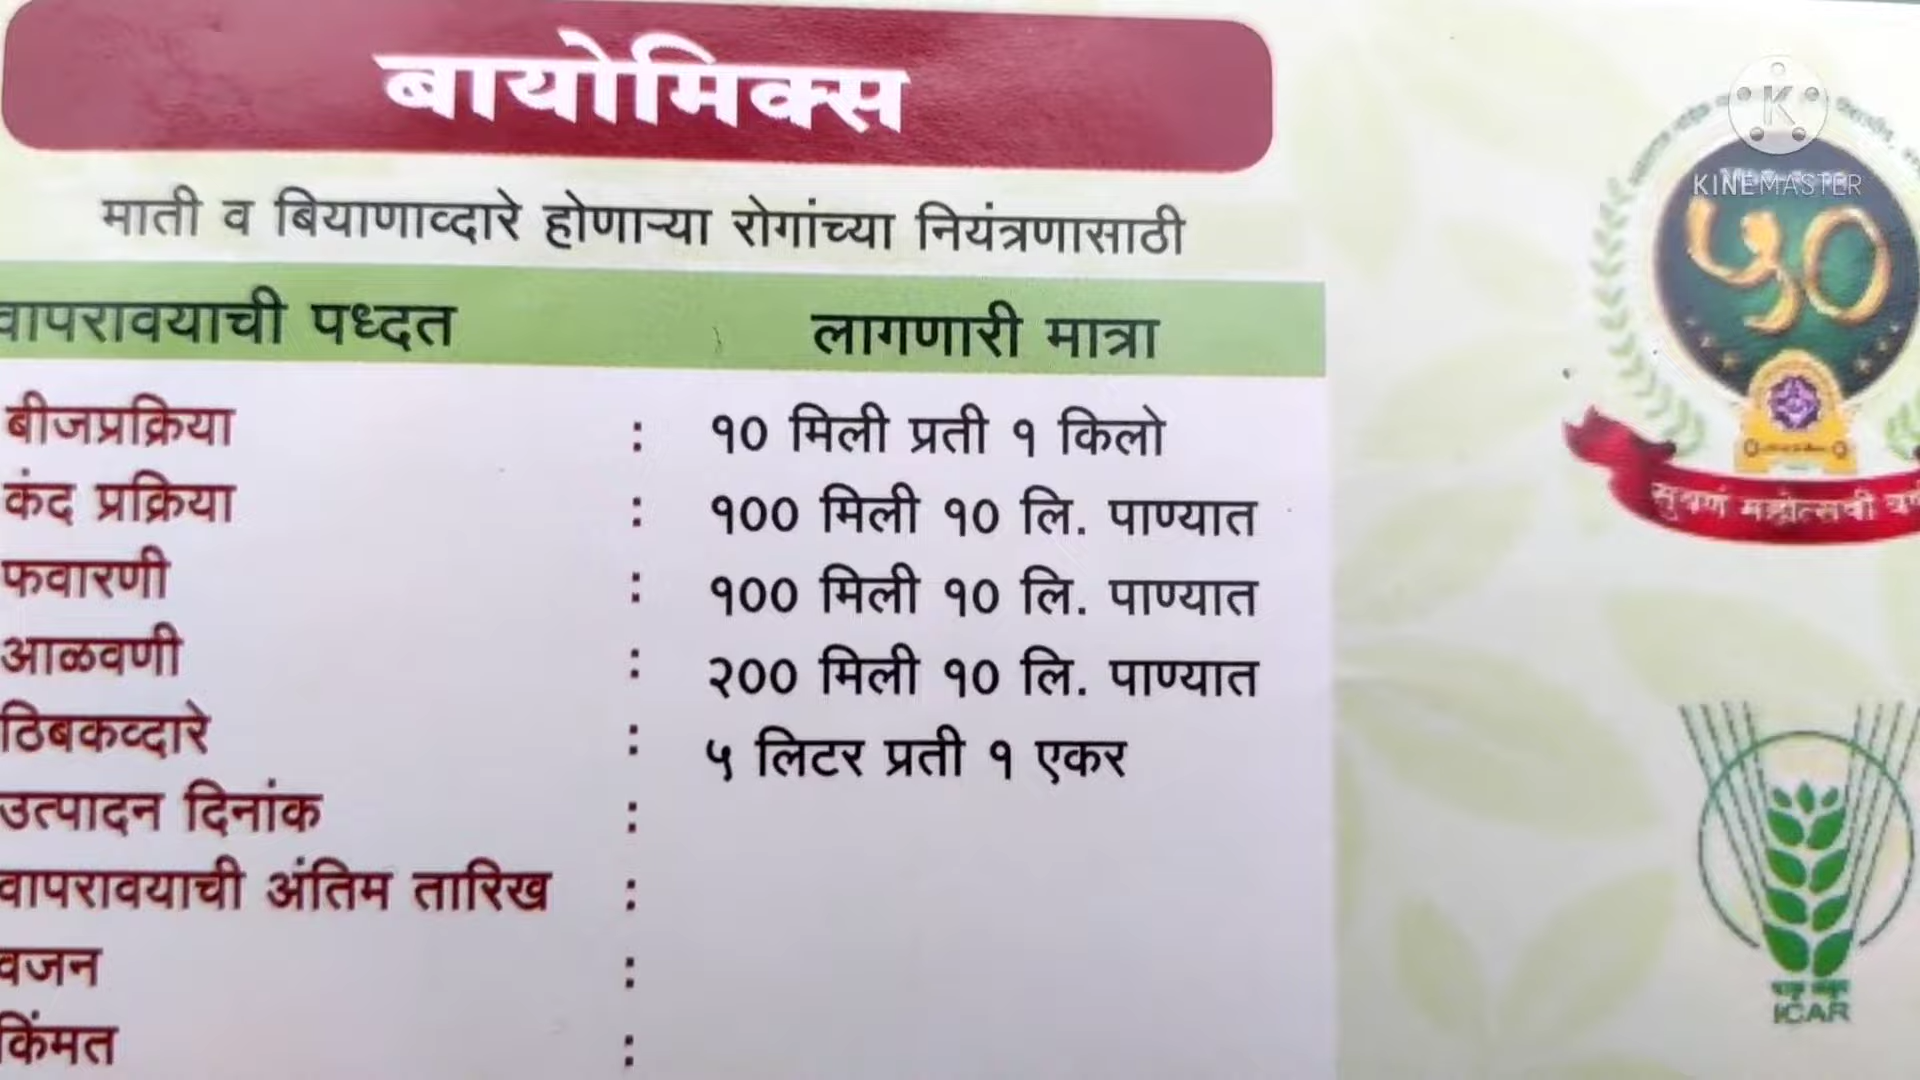 बायोमिक्स
माती व बियाणाव्दारे होणाऱ्या रोगांच्या नियंत्रणासाठी
वापरावयाची पध्दत लागणारी मात्रा
बीजप्रक्रिया : १० मिली प्रती १ किलो
कंद प्रक्रिया : १०० मिली १० लि. पाण्यात
फवारणी : १०० मिली १० लि. पाण्यात
आळवणी : २०० मिली १० लि. पाण्यात
ठिबकव्दारे : ५ लिटर प्रती १ एकर
उत्पादन दिनांक :
वापरावयाची अंतिम तारिख :
वजन :
किंमत :
K
KINEMASTER
५०
सुवर्ण महोत्सवी
ICAR